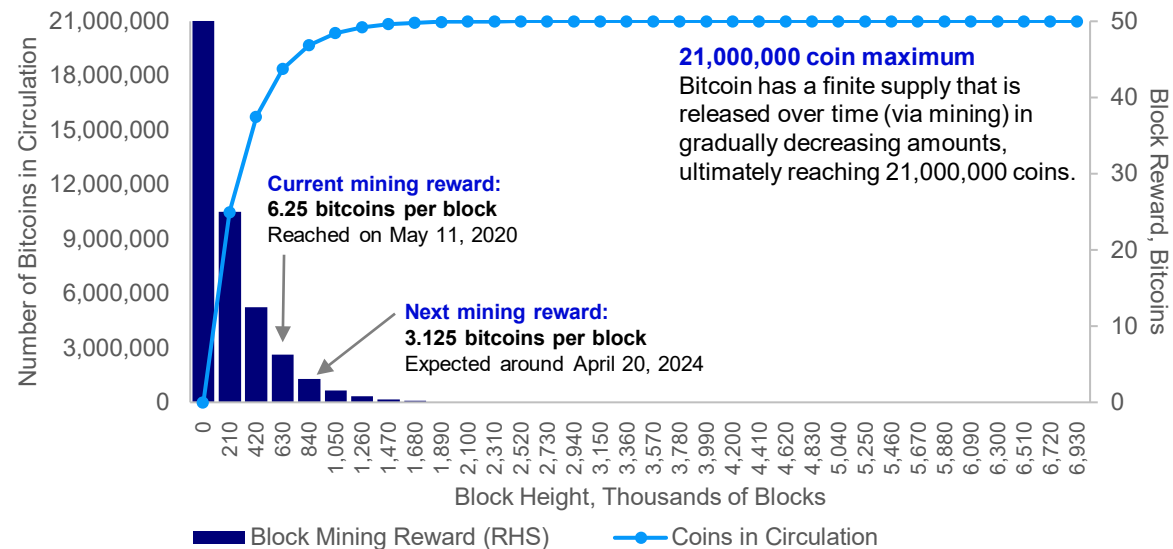 21,000,000
18,000,000
15,000,000
12,000,000
9,000,000
6,000,000
3,000,000
0
Number of Bitcoins in Circulation
21,000,000 coin maximum
Bitcoin has a finite supply that is
released over time (via mining) in
gradually decreasing amounts,
ultimately reaching 21,000,000 coins.
Current mining reward:
6.25 bitcoins per block
Reached on May 11, 2020
Next mining reward:
3.125 bitcoins per block
Expected around April 20, 2024
50
40
30
20
10
0
Block Reward, Bitcoins
0
210
420
630
840
1,050
1,260
1,470
1,680
1,890
2,100
2,310
2,520
2,730
2,940
3,150
3,360
3,570
3,780
3,990
4,200
4,410
4,620
4,830
5,040
5,250
5,460
5,880
6,090
6,300
6,510
6,720
6,930
Block Height, Thousands of Blocks
Block Mining Reward (RHS)
Coins in Circulation